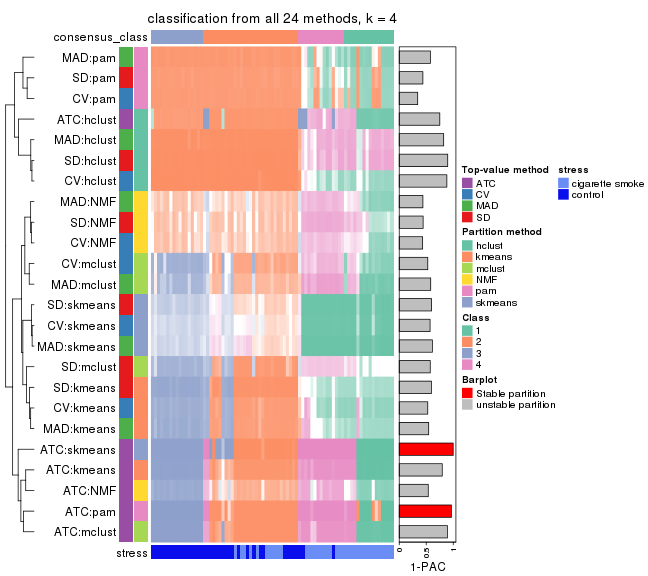 classification from all 24 methods, k = 4
consensus_class
MAD:pam
SD:pam
CV:pam
ATC:hclust
MAD:hclust
SD:hclust
CV:hclust
MAD:NMF
SD:NMF
CV:NMF
CV:mclust
MAD:mclust
SD:skmeans
CV:skmeans
MAD:skmeans
SD:mclust
SD:kmeans
CV:kmeans
MAD:kmeans
ATC:skmeans
ATC:kmeans
ATC:NMF
ATC:pam
ATC:mclust
stress
0 0.5 1
1-PAC
Top-value method
ATC
CV
MAD
SD
Partition method
hclust
kmeans
mclust
NMF
pam
skmeans
Class
1
2
3
4
Barplot
Stable partition
unstable partition
stress
cigarette smoke
control